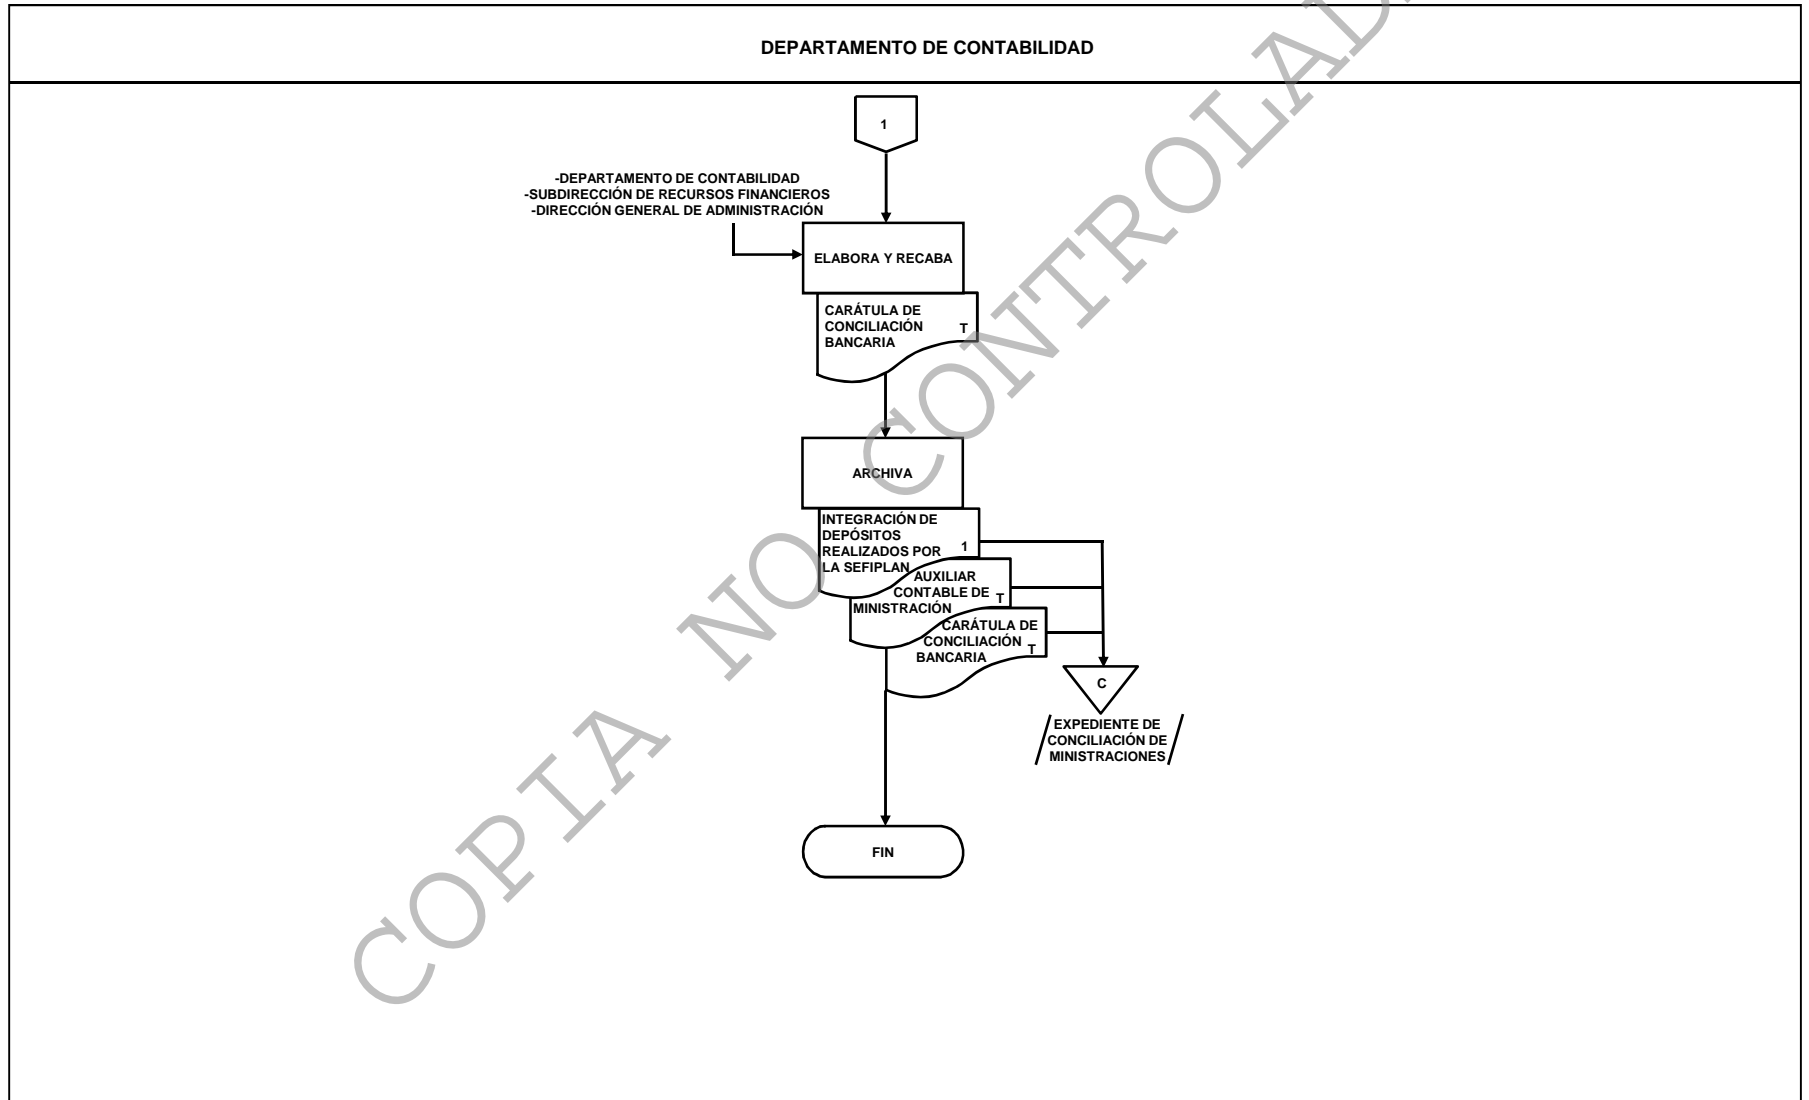 DEPARTAMENTO DE CONTABILIDAD
1
-DEPARTAMENTO DE CONTABILIDAD
-SUBDIRECCIÓN DE RECURSOS FINANCIEROS
-DIRECCIÓN GENERAL DE ADMINISTRACIÓN
ELABORA Y RECABA
CARÁTULA DE
CONCILIACIÓN T
BANCARIA
ARCHIVA
INTEGRACIÓN DE
DEPÓSITOS
REALIZADOS POR 1
LA SEFIPLAN
AUXILIAR
CONTABLE DE T
MINISTRACIÓN
CARÁTULA DE
CONCILIACIÓN
BANCARIA T
C
EXPEDIENTE DE
CONCILIACIÓN DE
MINISTRACIONES
FIN
COPIA NO CONTROLAD